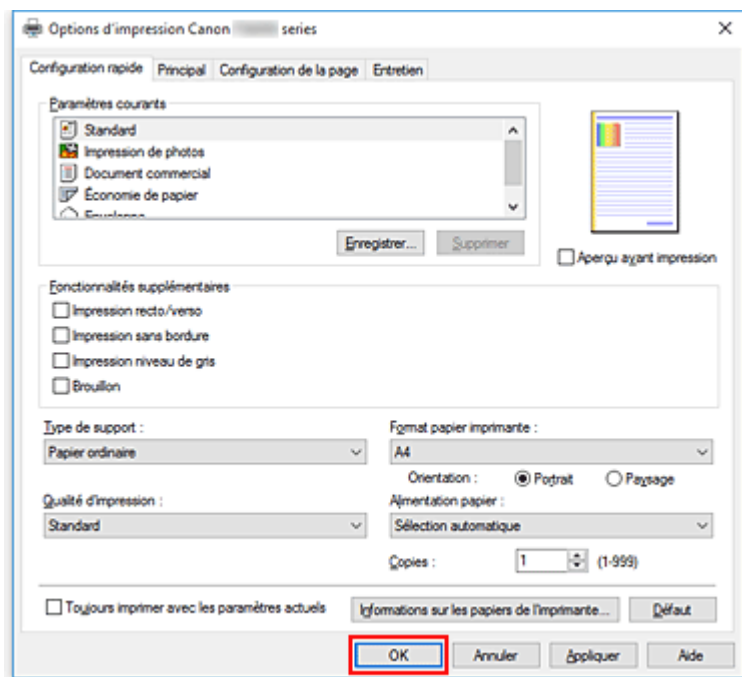 Options d'impression Canon series
Configuration rapide Principal Configuration de la page Entretien
Paramètres courants
Standard
Impression de photos
Document commercial
Économie de papier
Enregistrer... Supprimer
Aperçu avant impression
Fonctionnalités supplémentaires
Impression recto/verso
Impression sans bordure
Impression niveau de gris
Brouillon
Type de support :
Papier ordinaire
Format papier imprimante :
A4
Orientation : Portrait Paysage
Qualité d'impression :
Standard
Alimentation papier :
Sélection automatique
Copies : 1 (1-999)
Toujours imprimer avec les paramètres actuels
Informations sur les papiers de l'imprimante... Défaut
OK Annuler Appliquer Aide